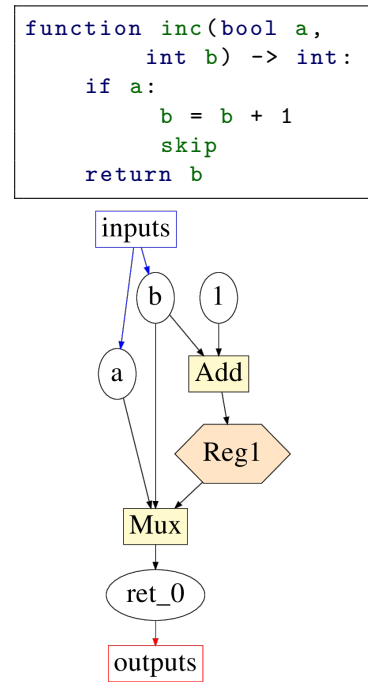 function inc(bool a,
int b) -> int:
if a:
b = b + 1
skip
return b
inputs
b
1
a
Add
Reg1
Mux
ret_0
outputs